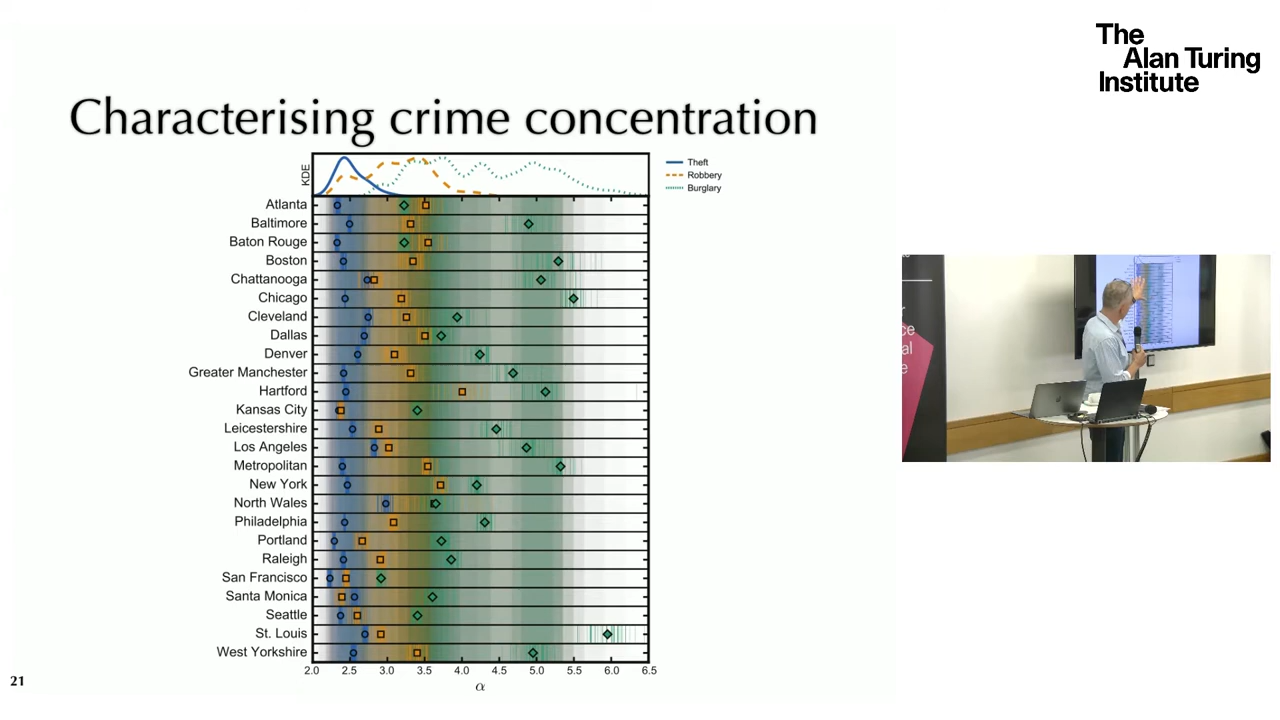 The
Alan Turing
Institute
Characterising crime concentration
KDE
Theft
Robbery
Burglary
Atlanta
Baltimore
Baton Rouge
Boston
Chattanooga
Chicago
Cleveland
Dallas
Denver
Greater Manchester
Hartford
Kansas City
Leicestershire
Los Angeles
Metropolitan
New York
North Wales
Philadelphia
Portland
Raleigh
San Francisco
Santa Monica
Seattle
St. Louis
West Yorkshire
2.0 2.5 3.0 3.5 4.0 4.5 5.0 5.5 6.0 6.5
α
21
ce
al
e